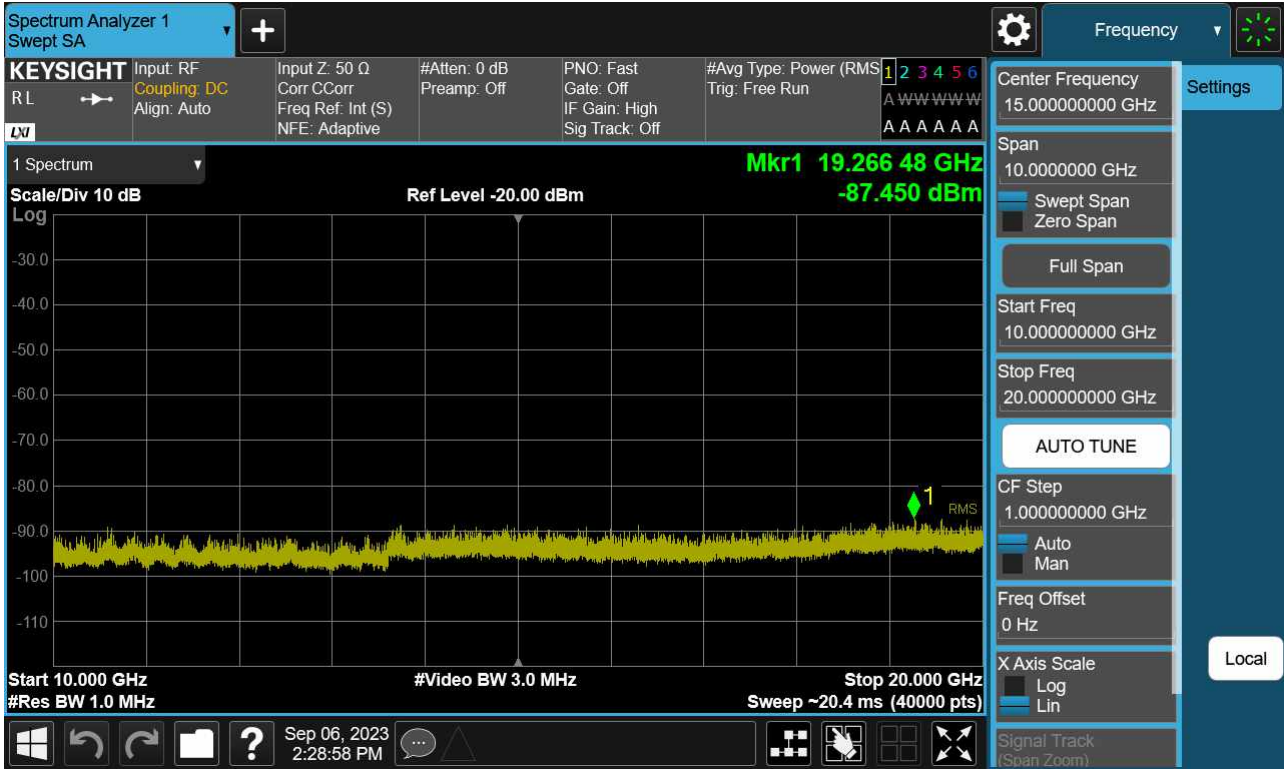 Spectrum Analyzer 1
Swept SA
+
Frequency
KEYSIGHT
RL
LXI
Input: RF
Coupling: DC
Align: Auto
Input Z: 50 Ω
Corr CCorr
Freq Ref: Int (S)
NFE: Adaptive
#Atten: 0 dB
Preamp: Off
PNO: Fast
Gate: Off
IF Gain: High
Sig Track: Off
#Avg Type: Power (RMS
Trig: Free Run
1 2 3 4 5 6
A W W W W W
A A A A A A
1 Spectrum
Scale/Div 10 dB
Log
Ref Level -20.00 dBm
Mkr1 19.266 48 GHz
-87.450 dBm
-30.0
-40.0
-50.0
-60.0
-70.0
-80.0
-90.0
-100
-110
1
RMS
Start 10.000 GHz
#Res BW 1.0 MHz
#Video BW 3.0 MHz
Stop 20.000 GHz
Sweep ~20.4 ms (40000 pts)
Center Frequency
15.000000000 GHz
Settings
Span
10.0000000 GHz
Swept Span
Zero Span
Full Span
Start Freq
10.000000000 GHz
Stop Freq
20.000000000 GHz
AUTO TUNE
CF Step
1.000000000 GHz
Auto
Man
Freq Offset
0 Hz
X Axis Scale
Log
Lin
Signal Track
(Span Zoom)
Local
?
Sep 06, 2023
2:28:58 PM